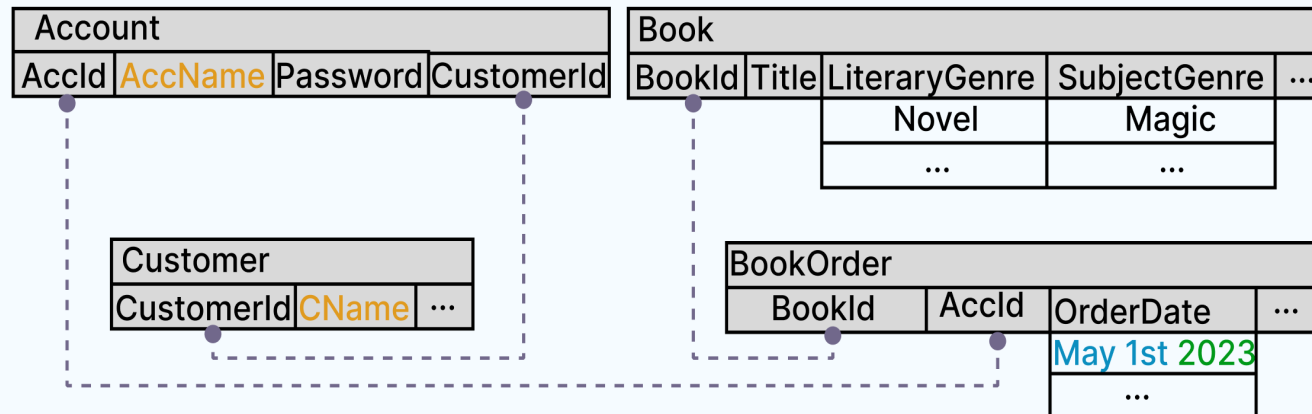 Account
AccId AccName Password CustomerId
Book
BookId Title LiteraryGenre SubjectGenre ...
Novel Magic
... ...
Customer
CustomerId CName ...
BookOrder
BookId AccId OrderDate ...
May 1st 2023
...